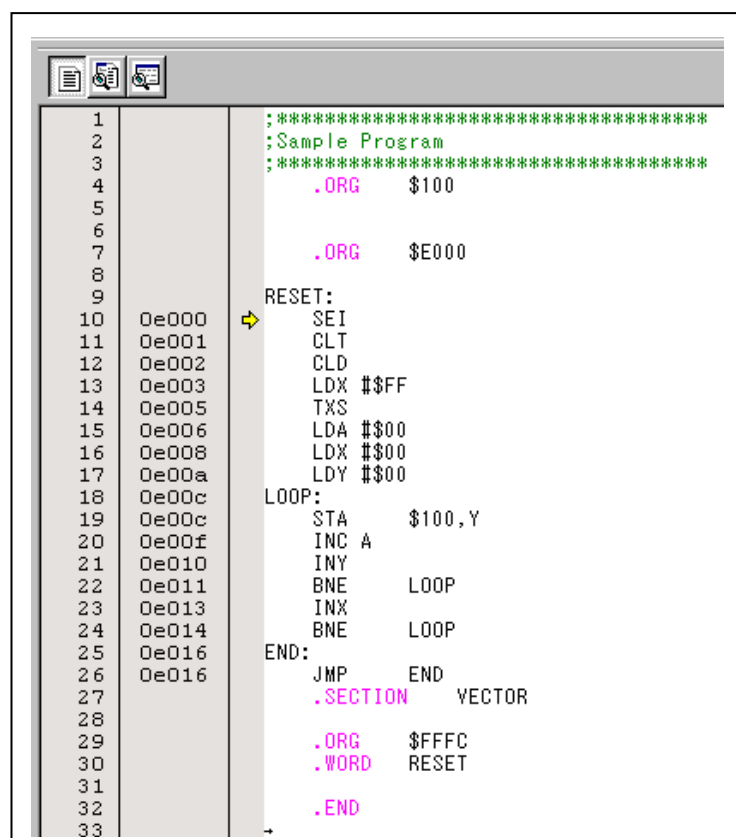 1 ;************************************
2 ;Sample Program
3 ;************************************
4 .ORG $100
5
6
7 .ORG $E000
8
9 RESET:
10 0e000 SEI
11 0e001 CLT
12 0e002 CLD
13 0e003 LDX #$FF
14 0e005 TXS
15 0e006 LDA #$00
16 0e008 LDX #$00
17 0e00a LDY #$00
18 0e00c LOOP:
19 0e00c STA $100,Y
20 0e00f INC A
21 0e010 INY
22 0e011 BNE LOOP
23 0e013 INX
24 0e014 BNE LOOP
25 0e016 END:
26 0e016 JMP END
27 .SECTION VECTOR
28
29 .ORG $FFFC
30 .WORD RESET
31
32 .END
33